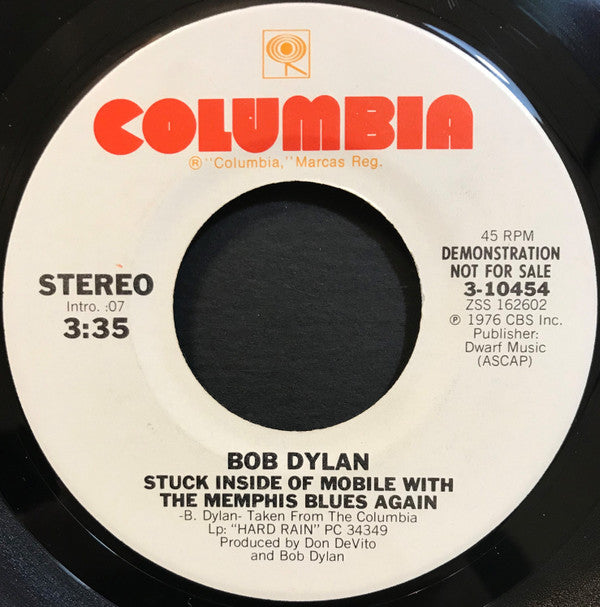 COLUMBIA
® "Columbia," Marcas Reg.
STEREO
Intro. :07
3:35
45 RPM
DEMONSTRATION
NOT FOR SALE
3-10454
ZSS 162602
℗ 1976 CBS Inc.
Publisher:
Dwarf Music
(ASCAP)
BOB DYLAN
STUCK INSIDE OF MOBILE WITH
THE MEMPHIS BLUES AGAIN
-B. Dylan- Taken From The Columbia
Lp: "HARD RAIN" PC 34349
Produced by Don DeVito
and Bob Dylan